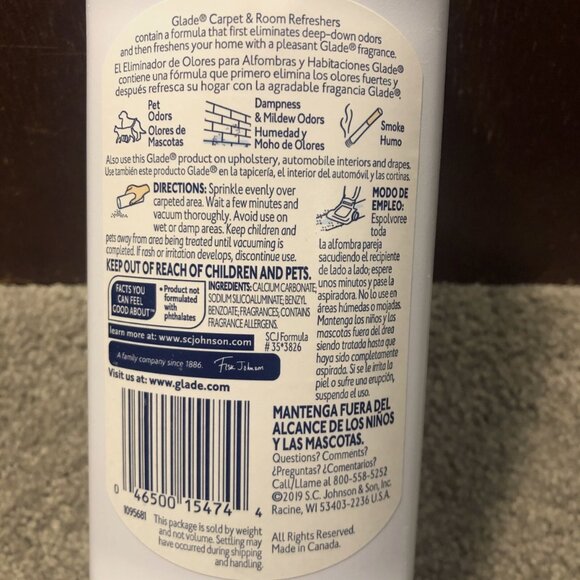 Glade® Carpet & Room Refreshers
contain a formula that first eliminates deep-down odors
and then freshens your home with a pleasant Glade® fragrance.
El Eliminador de Olores para Alfombras y Habitaciones Glade®
contiene una fórmula que primero elimina los olores fuertes y
después refresca su hogar con la agradable fragancia Glade®.
Pet
Odors
Olores de
Mascotas
Dampness
& Mildew Odors
Humedad y
Moho de Olores
Smoke
Humo
Also use this Glade® product on upholstery, automobile interiors and drapes.
Use también este producto Glade® en la tapicería, el interior del automóvil y las cortinas.
DIRECTIONS: Sprinkle evenly over
carpeted area. Wait a few minutes and
vacuum thoroughly. Avoid use on
wet or damp areas. Keep children and
pets away from area being treated until vacuuming is
completed. If rash or irritation develops, discontinue use.
KEEP OUT OF REACH OF CHILDREN AND PETS.
FACTS YOU
CAN FEEL
GOOD ABOUT™
• Product not
formulated
with
phthalates
INGREDIENTS: CALCIUM CARBONATE;
SODIUM SILICOALUMINATE; BENZYL
BENZOATE; FRAGRANCES; CONTAINS
FRAGRANCE ALLERGENS.
learn more at: www.scjohnson.com
SCJ Formula
# 35*3826
A family company since 1886.
Fisk Johnson
Visit us at: www.glade.com
MODO DE
EMPLEO:
Espolvoree
toda
la alfombra pareja
sacudiendo el recipiente
de lado a lado; espere
unos minutos y pase la
aspiradora. No lo use en
áreas húmedas o mojadas.
Mantenga los niños y las
mascotas fuera del área
siendo tratada hasta que
haya sido completamente
aspirada. Si se le irrita la
piel o sufre una erupción,
suspenda el uso.
MANTENGA FUERA DEL
ALCANCE DE LOS NIÑOS
Y LAS MASCOTAS.
Questions? Comments?
¿Preguntas? ¿Comentarios?
Call/Llame al 800-558-5252
©2019 S.C. Johnson & Son, Inc.
Racine, WI 53403-2236 U.S.A.
All Rights Reserved.
Made in Canada.
0 46500 15474 4
1095681
This package is sold by weight
and not volume. Settling may
have occurred during shipping
and handling.